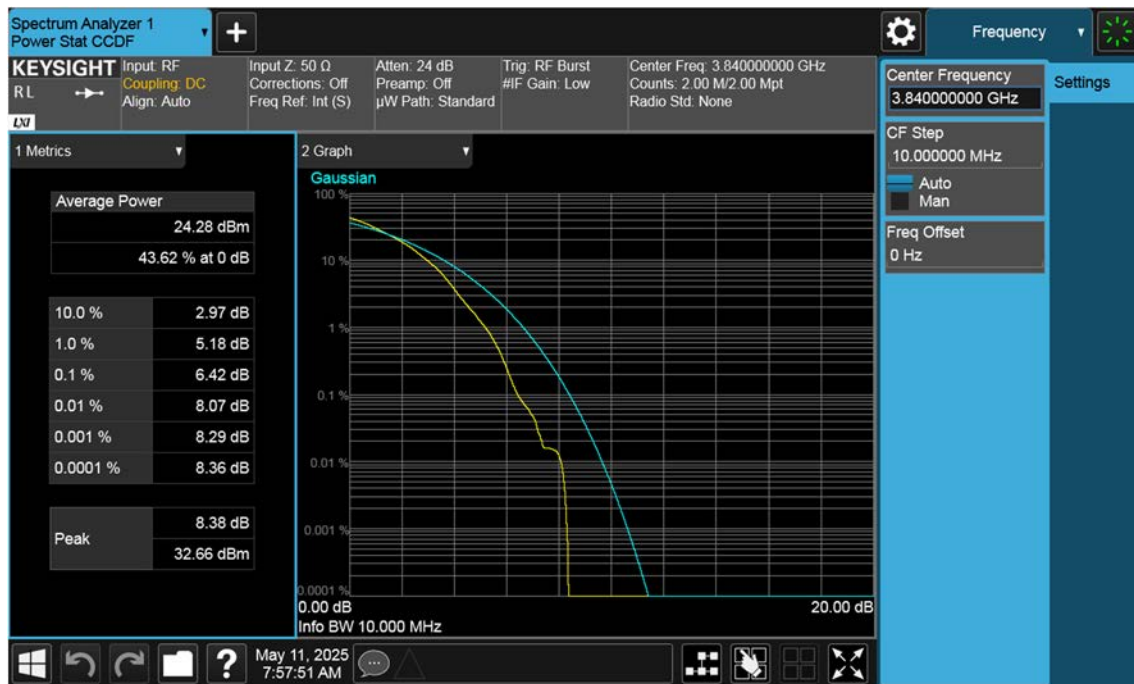 Spectrum Analyzer 1
Power Stat CCDF
Frequency
KEYSIGHT
RL
LXI
Input: RF
Coupling: DC
Align: Auto
Input Z: 50 Ω
Corrections: Off
Freq Ref: Int (S)
Atten: 24 dB
Preamp: Off
µW Path: Standard
Trig: RF Burst
#IF Gain: Low
Center Freq: 3.840000000 GHz
Counts: 2.00 M/2.00 Mpt
Radio Std: None
Center Frequency
3.840000000 GHz
Settings
CF Step
10.000000 MHz
Auto
Man
Freq Offset
0 Hz
1 Metrics
Average Power
24.28 dBm
43.62 % at 0 dB
10.0 % 2.97 dB
1.0 % 5.18 dB
0.1 % 6.42 dB
0.01 % 8.07 dB
0.001 % 8.29 dB
0.0001 % 8.36 dB
Peak
8.38 dB
32.66 dBm
2 Graph
Gaussian
100 %
10 %
1 %
0.1 %
0.01 %
0.001 %
0.0001 %
0.00 dB 20.00 dB
Info BW 10.000 MHz
?
May 11, 2025
7:57:51 AM